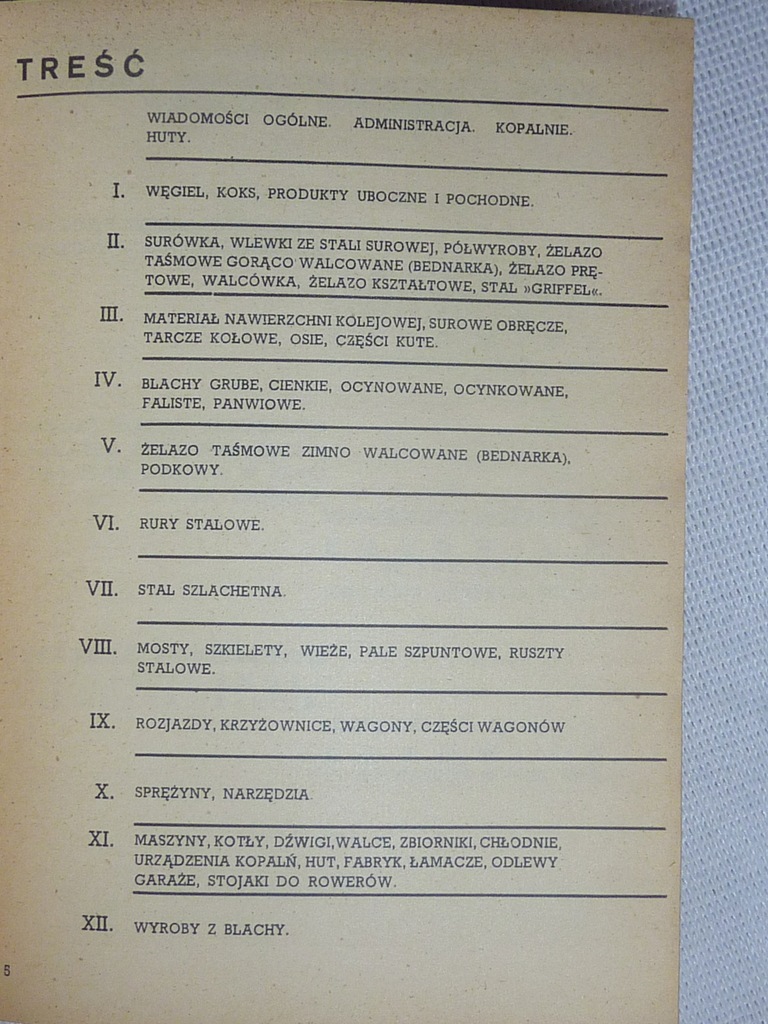 TREŚĆ
WIADOMOŚCI OGÓLNE. ADMINISTRACJA. KOPALNIE.
HUTY.
I. WĘGIEL, KOKS, PRODUKTY UBOCZNE I POCHODNE.
II. SURÓWKA, WLEWKI ZE STALI SUROWEJ, PÓŁWYROBY, ŻELAZO
TAŚMOWE GORĄCO WALCOWANE (BEDNARKA), ŻELAZO PRĘ-
TOWE, WALCÓWKA, ŻELAZO KSZTAŁTOWE, STAL »GRIFFEL«.
III. MATERIAŁ NAWIERZCHNI KOLEJOWEJ, SUROWE OBRĘCZE,
TARCZE KOŁOWE, OSIE, CZĘŚCI KUTE.
IV. BLACHY GRUBE, CIENKIE, OCYNOWANE, OCYNKOWANE,
FALISTE, PANWIOWE.
V. ŻELAZO TAŚMOWE ZIMNO WALCOWANE (BEDNARKA),
PODKOWY.
VI. RURY STALOWE.
VII. STAL SZLACHETNA.
VIII. MOSTY, SZKIELETY, WIEŻE, PALE SZPUNTOWE, RUSZTY
STALOWE.
IX. ROZJAZDY, KRZYŻOWNICE, WAGONY, CZĘŚCI WAGONÓW
X. SPRĘŻYNY, NARZĘDZIA
XI. MASZYNY, KOTŁY, DŹWIGI, WALCE, ZBIORNIKI, CHŁODNIE,
URZĄDZENIA KOPALŃ, HUT, FABRYK, ŁAMACZE, ODLEWY
GARAŻE, STOJAKI DO ROWERÓW.
XII. WYROBY Z BLACHY.
5